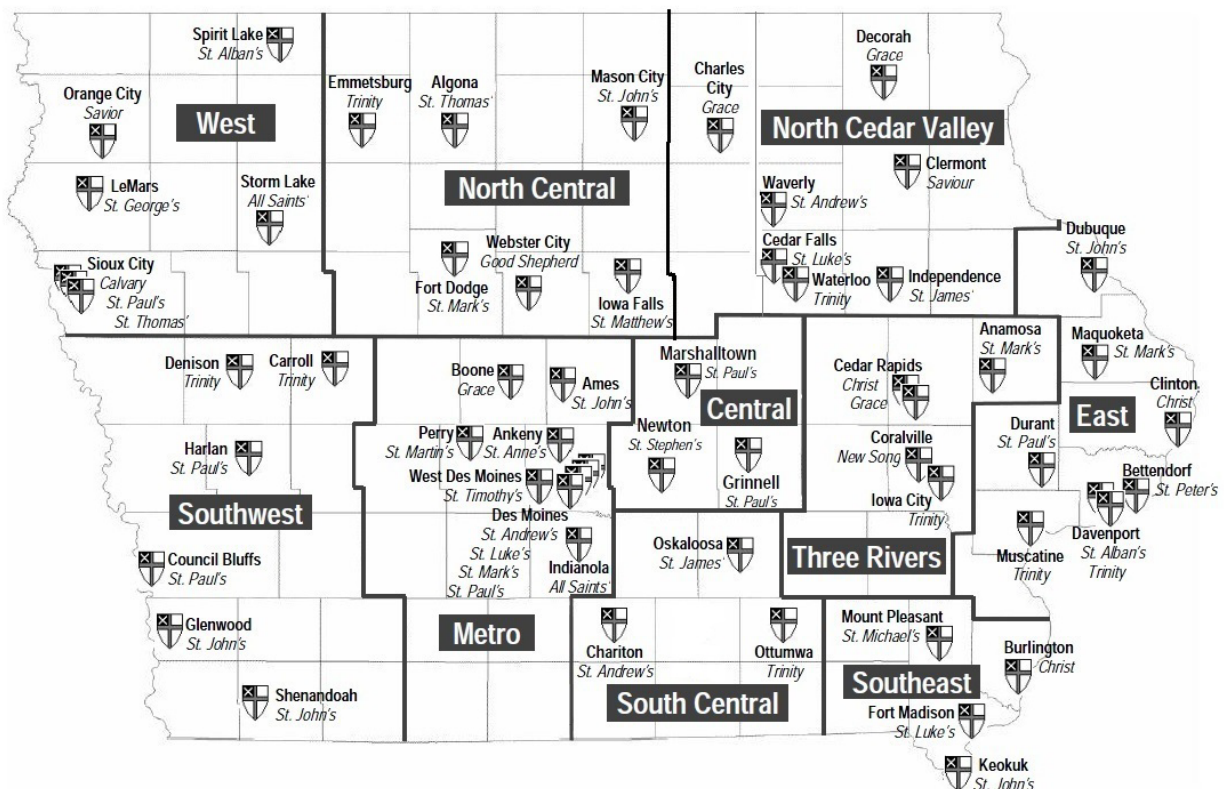 Spirit Lake
St. Alban's
Orange City
Savior
West
LeMars
St. George's
Storm Lake
All Saints'
Sioux City
Calvary
St. Paul's
St. Thomas'
Emmetsburg
Trinity
Algona
St. Thomas'
Mason City
St. John's
North Central
Fort Dodge
St. Mark's
Webster City
Good Shepherd
Iowa Falls
St. Matthew's
Charles
City
Grace
Decorah
Grace
North Cedar Valley
Clermont
Saviour
Waverly
St. Andrew's
Cedar Falls
St. Luke's
Waterloo
Trinity
Independence
St. James'
Dubuque
St. John's
Maquoketa
St. Mark's
Clinton
Christ
East
Durant
St. Paul's
Bettendorf
St. Peter's
Davenport
St. Alban's
Trinity
Muscatine
Trinity
Denison
Trinity
Carroll
Trinity
Harlan
St. Paul's
Southwest
Council Bluffs
St. Paul's
Glenwood
St. John's
Shenandoah
St. John's
Boone
Grace
Ames
St. John's
Perry
St. Martin's
Ankeny
St. Anne's
West Des Moines
St. Timothy's
Des Moines
St. Andrew's
St. Luke's
St. Mark's
St. Paul's
Indianola
All Saints'
Metro
Marshalltown
St. Paul's
Central
Newton
St. Stephen's
Grinnell
St. Paul's
Anamosa
St. Mark's
Cedar Rapids
Christ
Grace
Coralville
New Song
Iowa City
Trinity
Three Rivers
Oskaloosa
St. James'
Chariton
St. Andrew's
Ottumwa
Trinity
South Central
Mount Pleasant
St. Michael's
Burlington
Christ
Southeast
Fort Madison
St. Luke's
Keokuk
St. John's